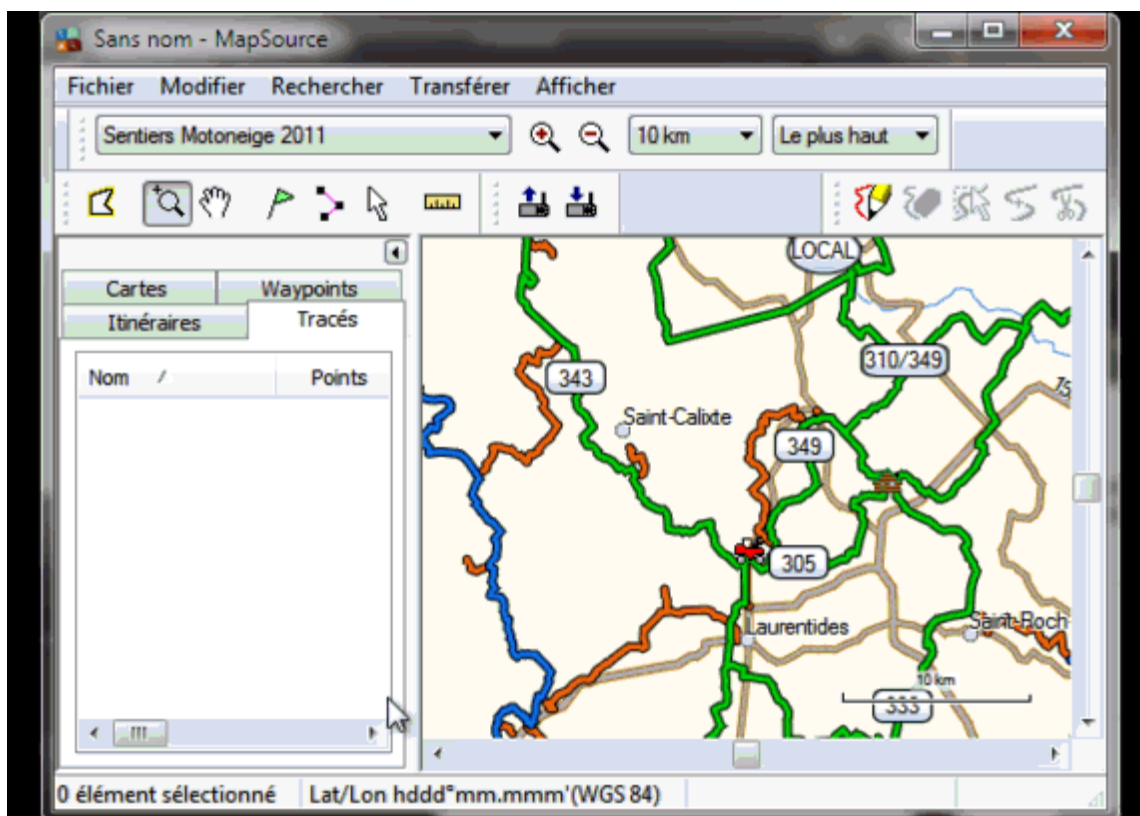 Sans nom - MapSource
Fichier Modifier Rechercher Transférer Afficher
Sentiers Motoneige 2011 10 km Le plus haut
Cartes Waypoints
Itinéraires Tracés
Nom Points
LOCAL
310/349
343
15
Saint-Calixte
349
305
Laurentides
Saint-Roch
10 km
333
0 élément sélectionné Lat/Lon hddd°mm.mmm'(WGS 84)